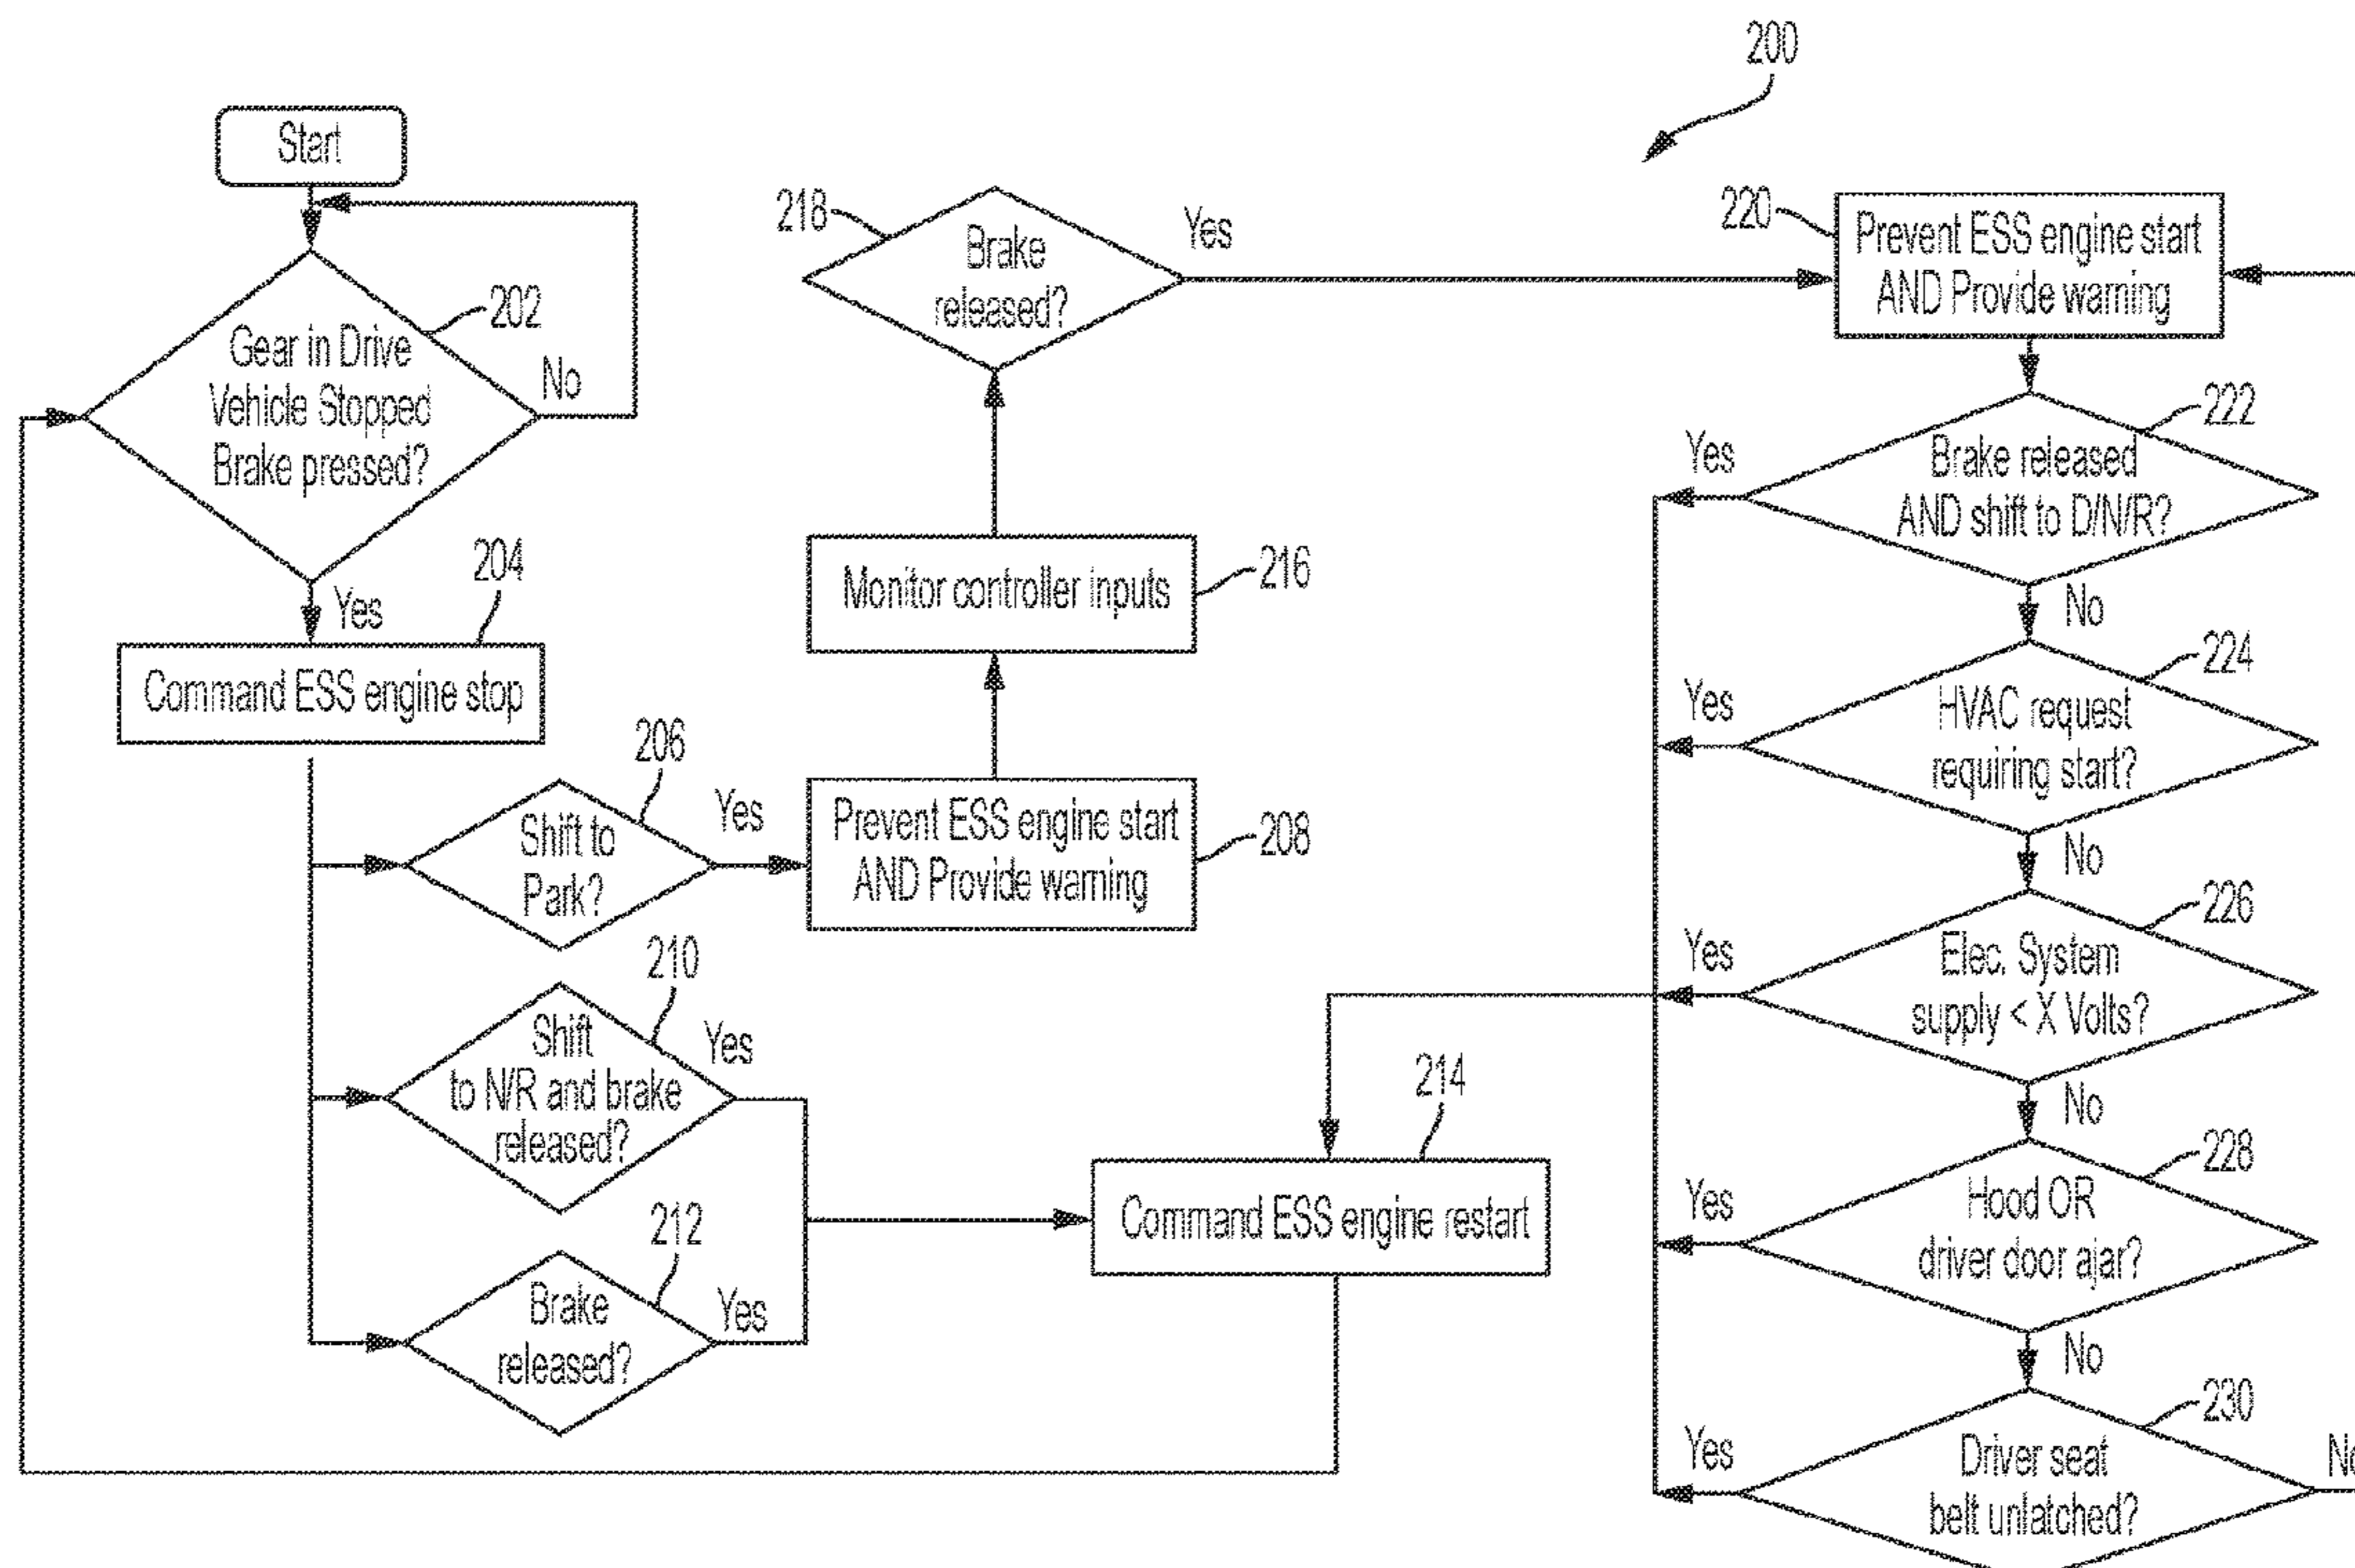 200
Start
202
Gear in Drive
Vehicle Stopped
Brake pressed?
No
Yes
204
Command ESS engine stop
206
Shift to
Park?
Yes
208
Prevent ESS engine start
AND Provide warning
210
Shift
to N/R and brake
released?
Yes
212
Brake
released?
Yes
214
Command ESS engine restart
216
Monitor controller inputs
218
Brake
released?
Yes
220
Prevent ESS engine start
AND Provide warning
222
Brake released
AND shift to D/N/R?
Yes
No
224
HVAC request
requiring start?
Yes
No
226
Elec. System
supply < X Volts?
Yes
No
228
Hood OR
driver door ajar?
Yes
No
230
Driver seat
belt unlatched?
Yes
No